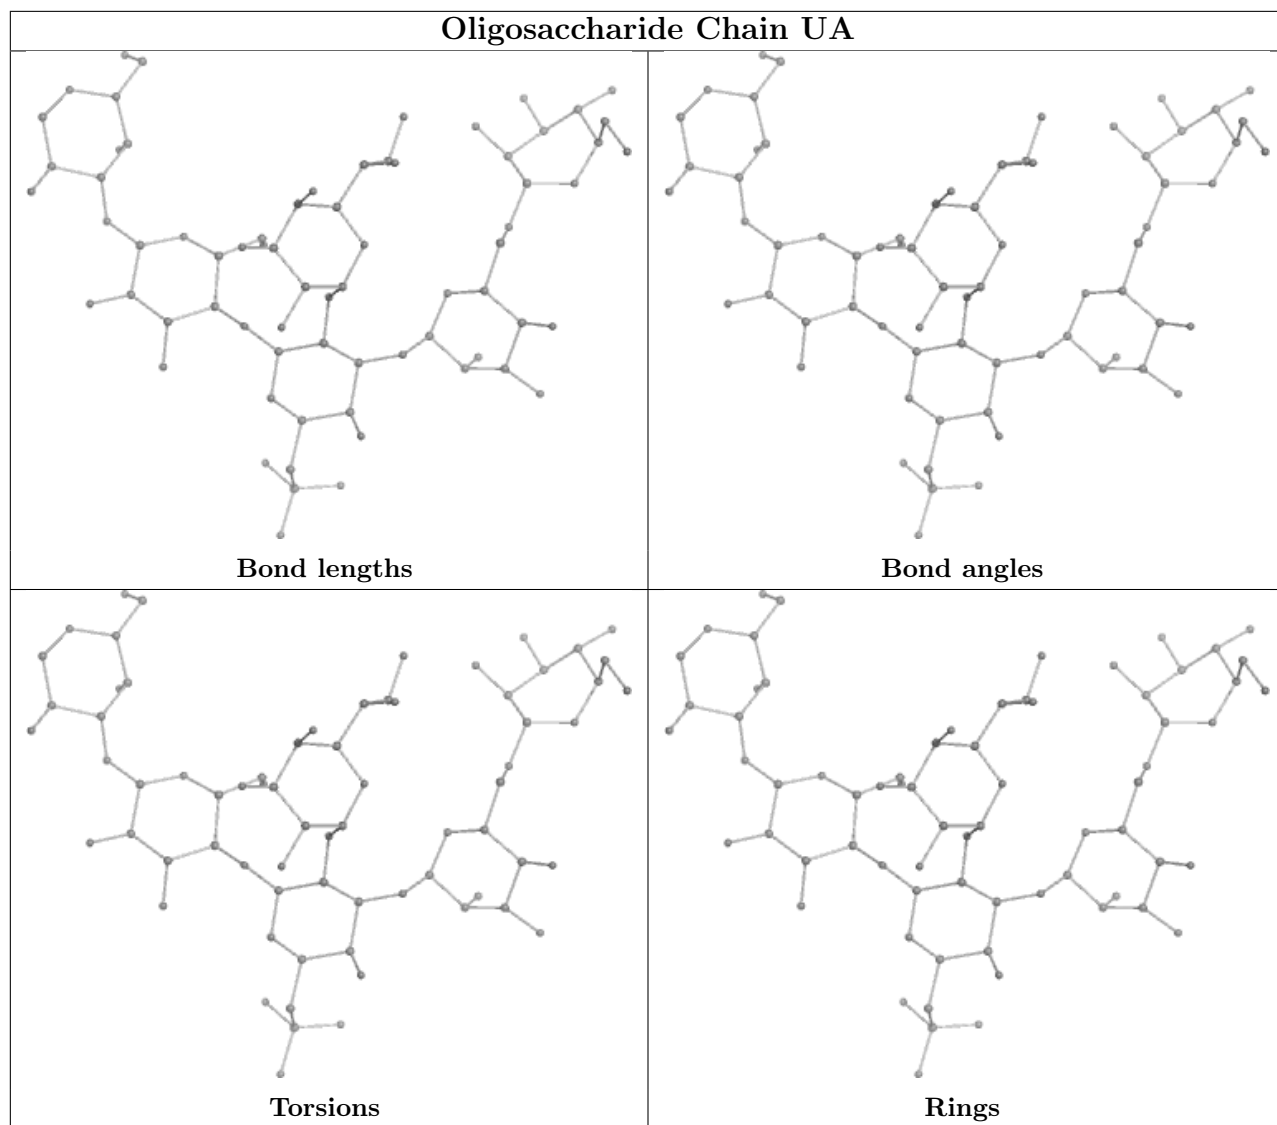 Oligosaccharide Chain UA
Bond lengths
Bond angles
Torsions
Rings